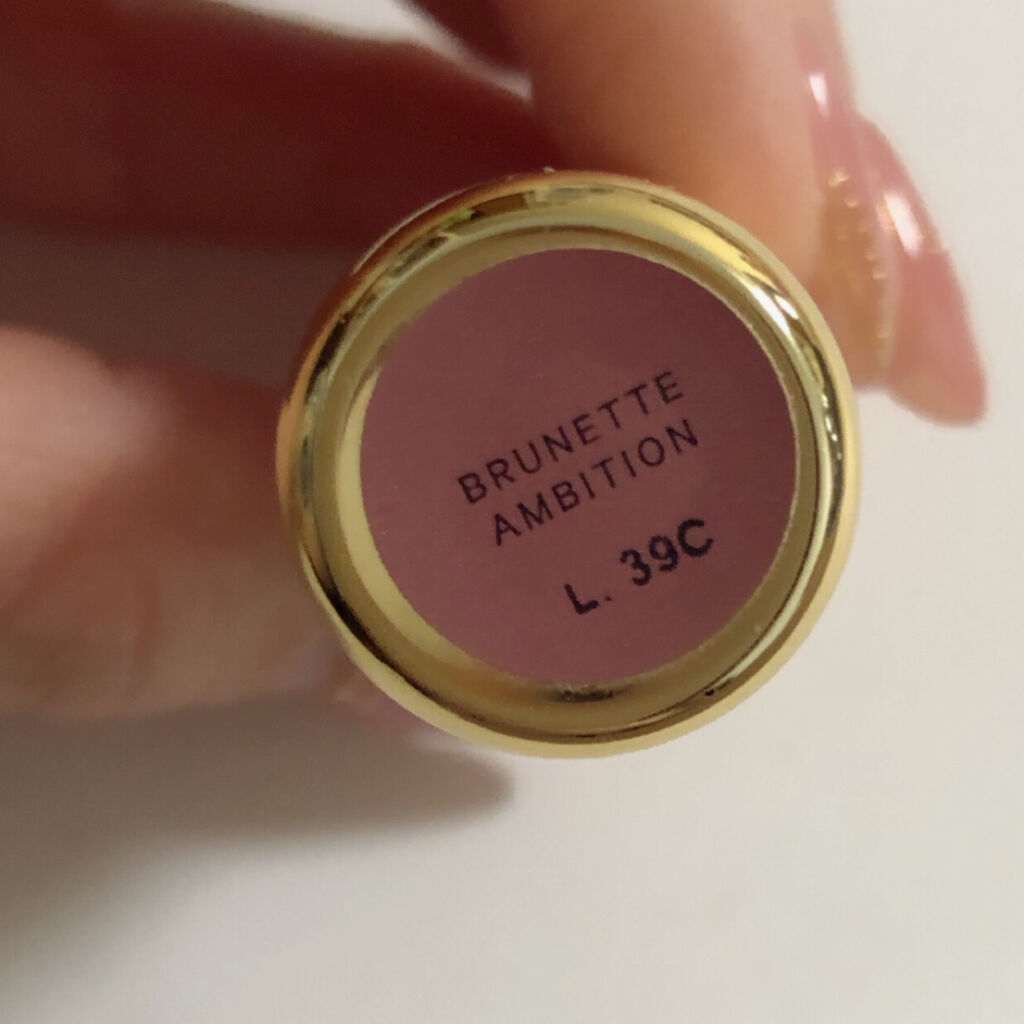 BRUNETTE
AMBITION
L. 39C